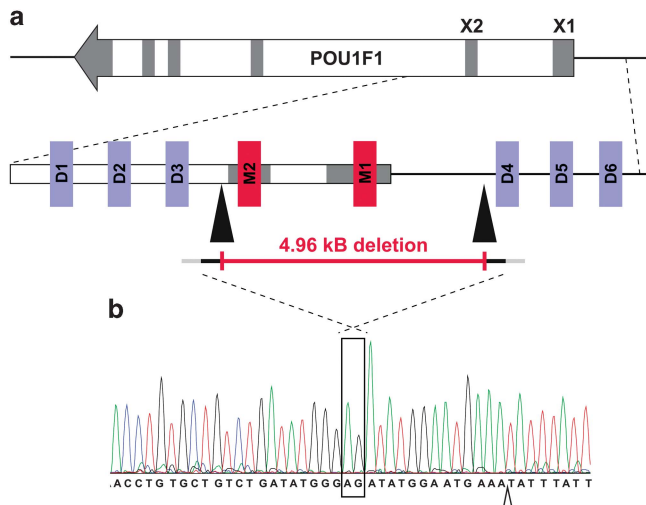 a
X2 X1
POU1F1
D1 D2 D3 M2 M1 D4 D5 D6
4.96 kB deletion
b
ACCTGTGCTGTCTGATATGGGAGATATGGAATGAAATATTTATT